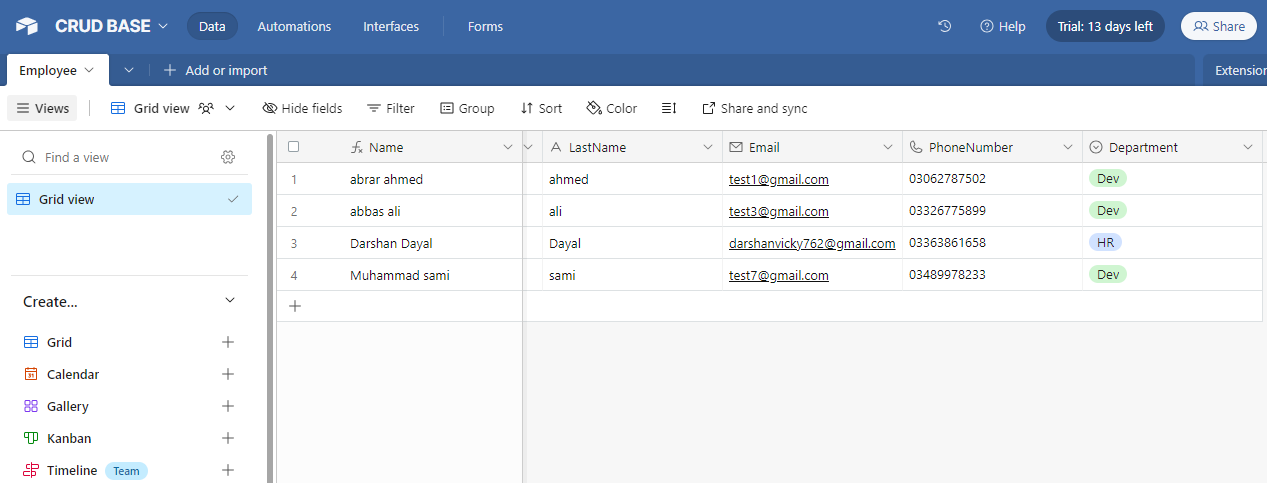 CRUD BASE Data Automations Interfaces Forms Help Trial: 13 days left Share
Employee Add or import Extension
Views Grid view Hide fields Filter Group Sort Color Share and sync
Find a view
Grid view
Create...
Grid
Calendar
Gallery
Kanban
Timeline Team
Name LastName Email PhoneNumber Department
1 abrar ahmed ahmed test1@gmail.com 03062787502 Dev
2 abbas ali ali test3@gmail.com 03326775899 Dev
3 Darshan Dayal Dayal darshanvicky762@gmail.com 03363861658 HR
4 Muhammad sami sami test7@gmail.com 03489978233 Dev